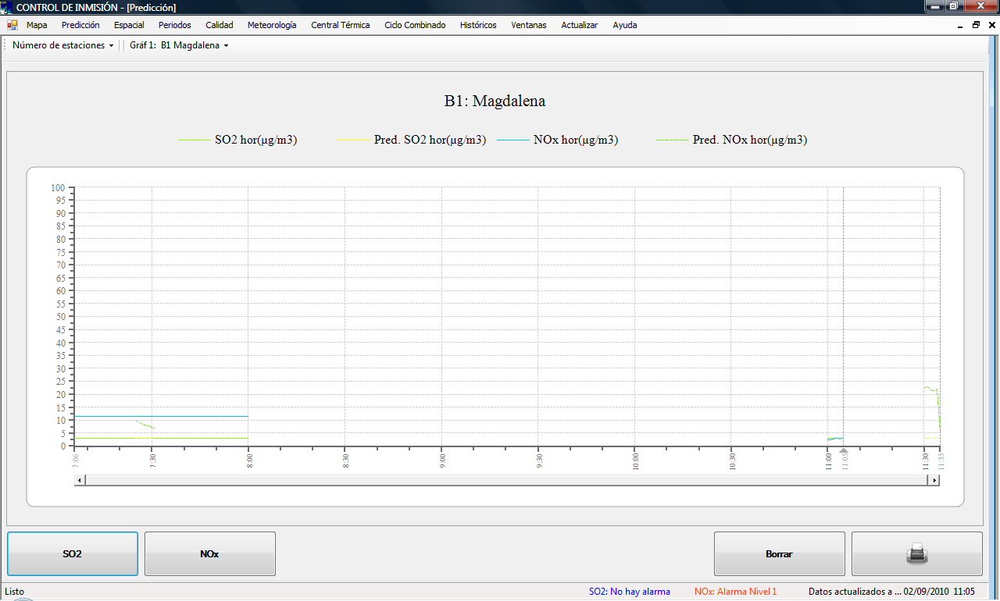 CONTROL DE INMISIÓN - [Predicción]
Mapa Predicción Espacial Periodos Calidad Meteorología Central Térmica Ciclo Combinado Históricos Ventanas Actualizar Ayuda
Número de estaciones Gráf 1: B1 Magdalena
B1: Magdalena
SO2 hor(µg/m3) Pred. SO2 hor(µg/m3) NOx hor(µg/m3) Pred. NOx hor(µg/m3)
100
95
90
85
80
75
70
65
60
55
50
45
40
35
30
25
20
15
10
5
0
7:06 7:30 8:00 8:30 9:00 9:30 10:00 10:30 11:00 11:05 11:30 11:35
SO2 NOx Borrar
Listo SO2: No hay alarma NOx: Alarma Nivel 1 Datos actualizados a ... 02/09/2010 11:05